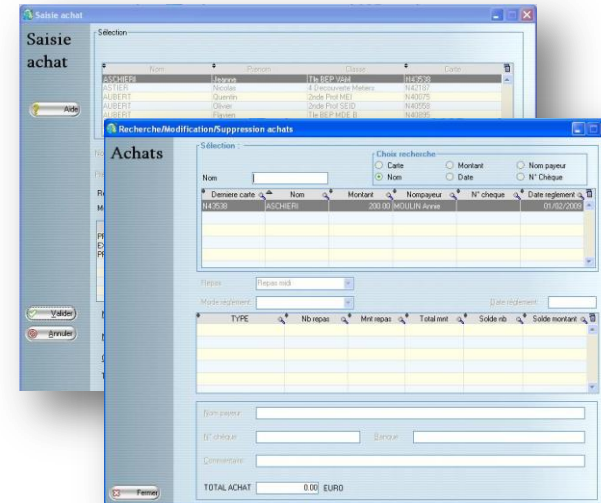 Saisie achat
Saisie
achat
Sélection
Nom Prenom Classe Carte
ASCHIERI Jeanne Tle BEP VAM N43538
ASTIER Nicolas 4 Découverte Metiers N42187
AUBERT Quentin 2nde Prof MEI N40075
AUBERT Olivier 2nde Prof SEID N40558
AUBERT Flavien Tle BEP MDE B N40895
Aide
Valider
Annuler
Recherche/Modification/Suppression achats
Achats
Sélection :
Choix recherche
Carte Montant Nom payeur
Nom Date N° Chèque
Nom
Derniere carte Nom Montant Nompayeur N° cheque Date reglement
N43538 ASCHIERI 200.00 MOULIN Annie 01/02/2009
Repas Repas midi
Mode règlement Date règlement
TYPE Nb repas Mnt repas Total mnt Solde nb Solde montant
Nom payeur
N° chèque Banque
Commentaire
TOTAL ACHAT 0.00 EURO
Fermer